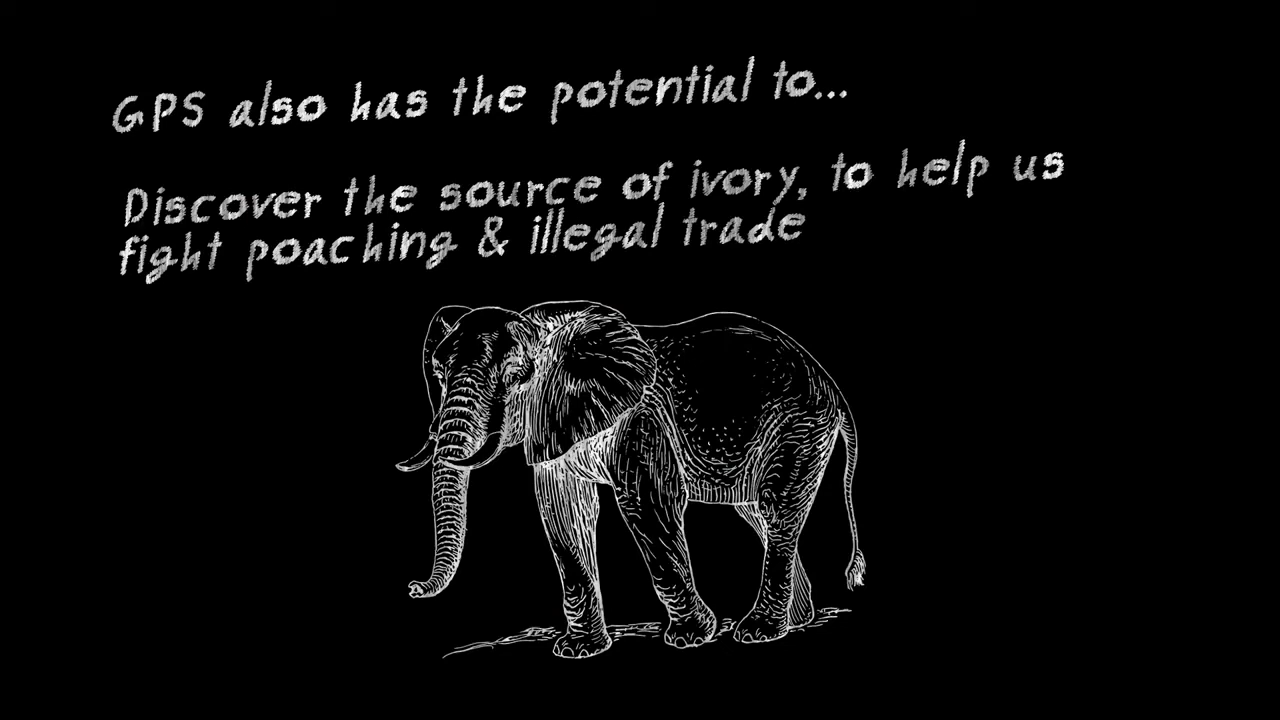 GPS also has the potential to...
Discover the source of ivory, to help us
fight poaching & illegal trade